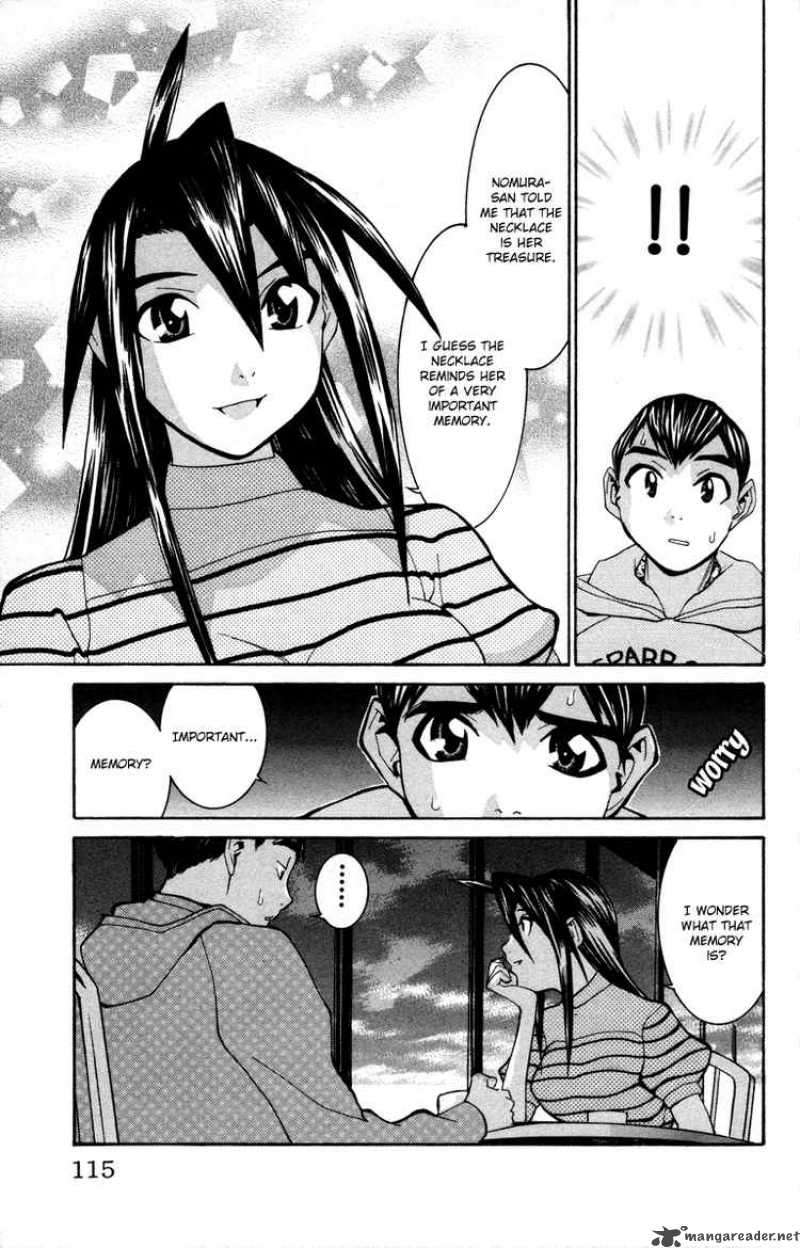 !!
NOMURA-
SAN TOLD
ME THAT THE
NECKLACE
IS HER
TREASURE.
I GUESS THE
NECKLACE
REMINDS HER
OF A VERY
IMPORTANT
MEMORY.
worry
IMPORTANT...
MEMORY?
I WONDER
WHAT THAT
MEMORY
IS?
......
115
mangareader.net